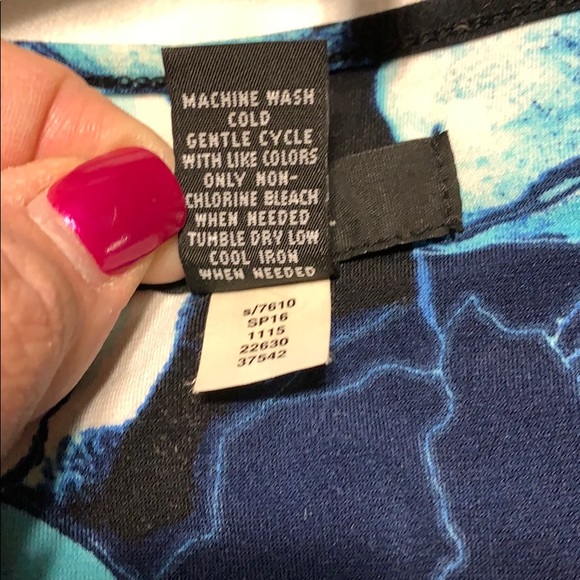 MACHINE WASH
COLD
GENTLE CYCLE
WITH LIKE COLORS
ONLY NON-
CHLORINE BLEACH
WHEN NEEDED
TUMBLE DRY LOW
COOL IRON
WHEN NEEDED
s/7610
SP16
1115
22630
37542